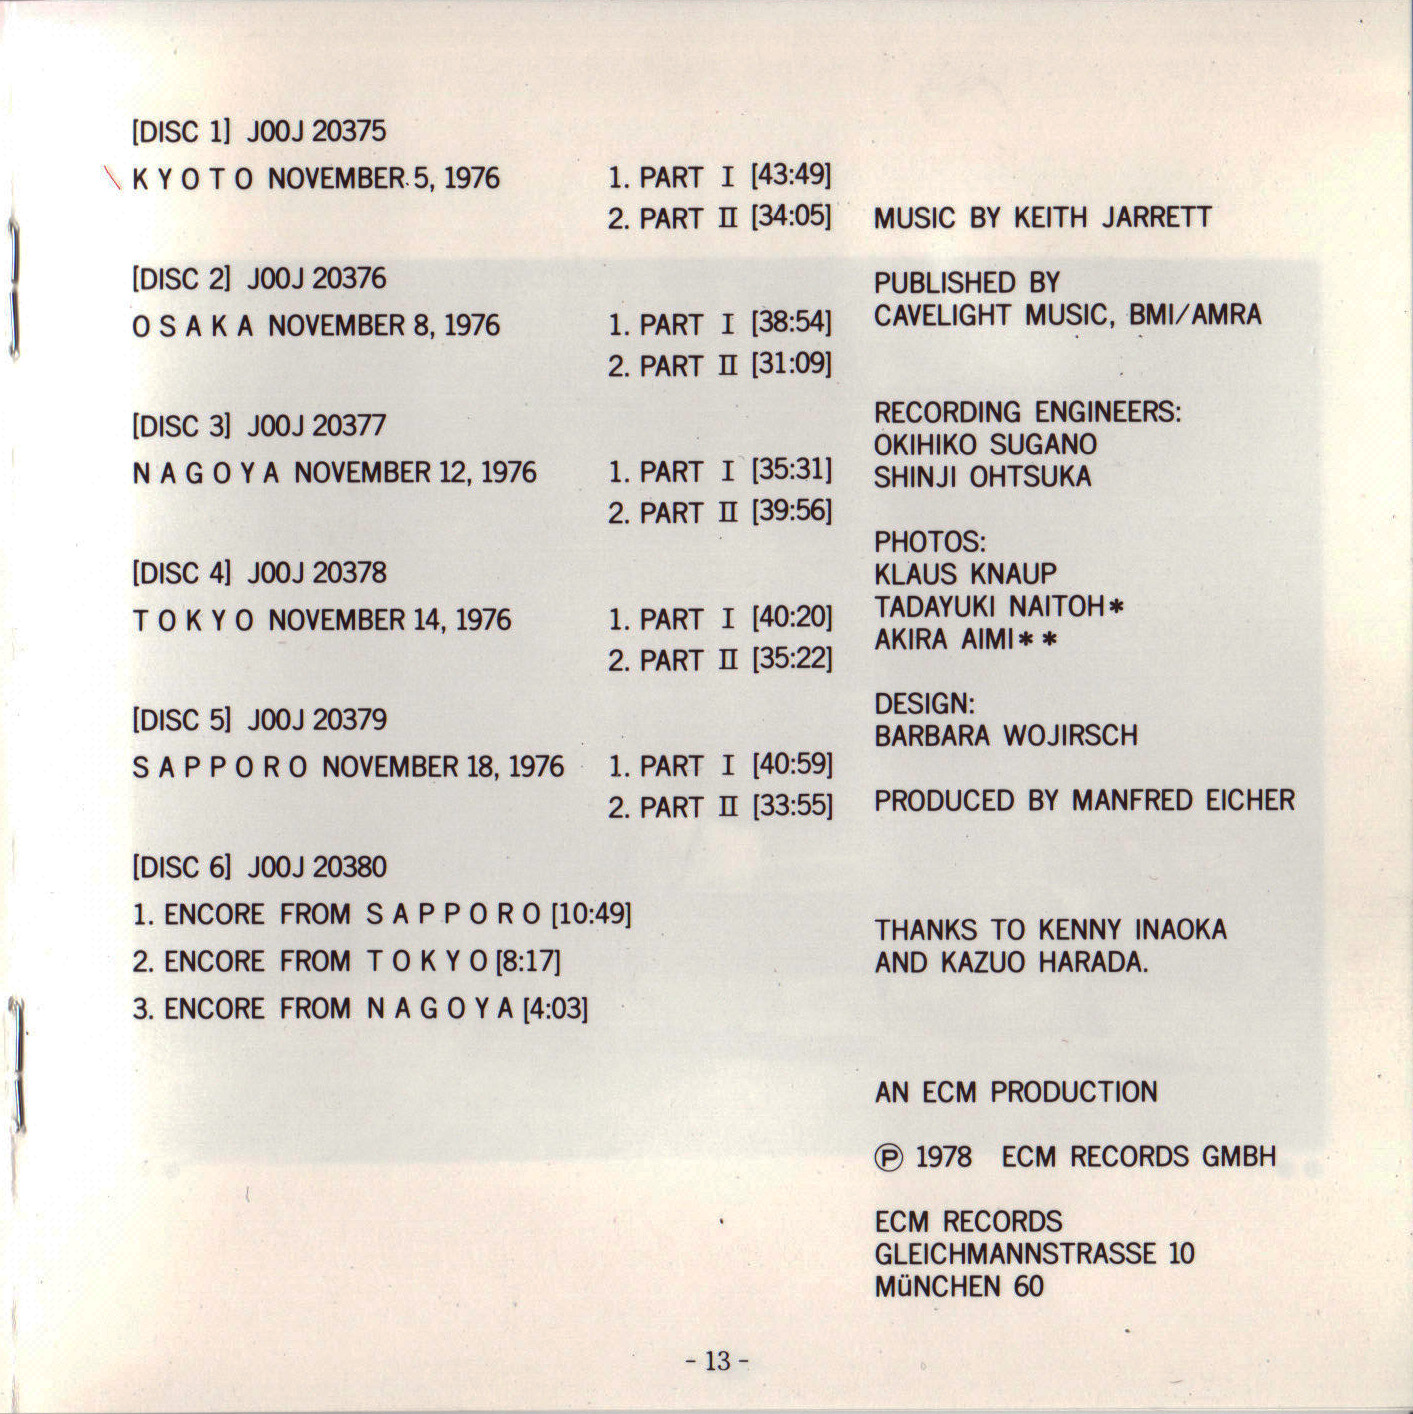 [DISC 1] J00J 20375
K Y O T O NOVEMBER 5, 1976
1. PART I [43:49]
2. PART II [34:05]
[DISC 2] J00J 20376
O S A K A NOVEMBER 8, 1976
1. PART I [38:54]
2. PART II [31:09]
[DISC 3] J00J 20377
N A G O Y A NOVEMBER 12, 1976
1. PART I [35:31]
2. PART II [39:56]
[DISC 4] J00J 20378
T O K Y O NOVEMBER 14, 1976
1. PART I [40:20]
2. PART II [35:22]
[DISC 5] J00J 20379
S A P P O R O NOVEMBER 18, 1976
1. PART I [40:59]
2. PART II [33:55]
[DISC 6] J00J 20380
1. ENCORE FROM S A P P O R O [10:49]
2. ENCORE FROM T O K Y O [8:17]
3. ENCORE FROM N A G O Y A [4:03]
MUSIC BY KEITH JARRETT
PUBLISHED BY
CAVELIGHT MUSIC, BMI/AMRA
RECORDING ENGINEERS:
OKIHIKO SUGANO
SHINJI OHTSUKA
PHOTOS:
KLAUS KNAUP
TADAYUKI NAITOH*
AKIRA AIMI**
DESIGN:
BARBARA WOJIRSCH
PRODUCED BY MANFRED EICHER
THANKS TO KENNY INAOKA
AND KAZUO HARADA.
AN ECM PRODUCTION
℗ 1978 ECM RECORDS GMBH
ECM RECORDS
GLEICHMANNSTRASSE 10
MüNCHEN 60
- 13 -